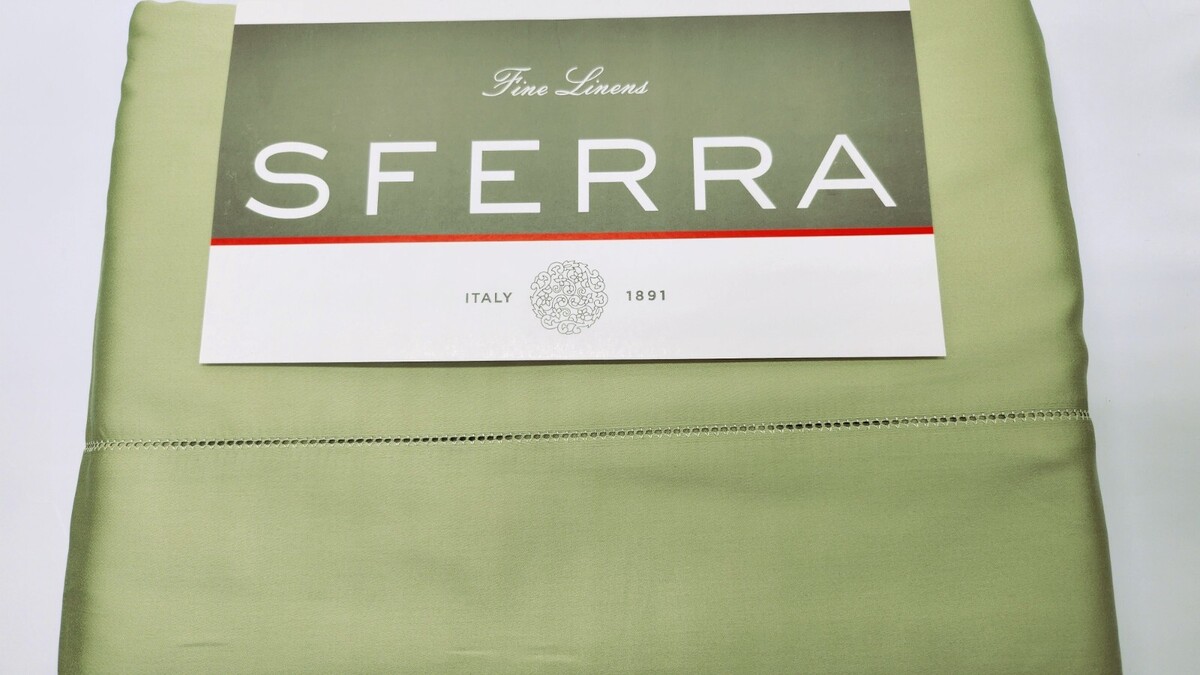 Fine Linens
SFERRA
ITALY 1891